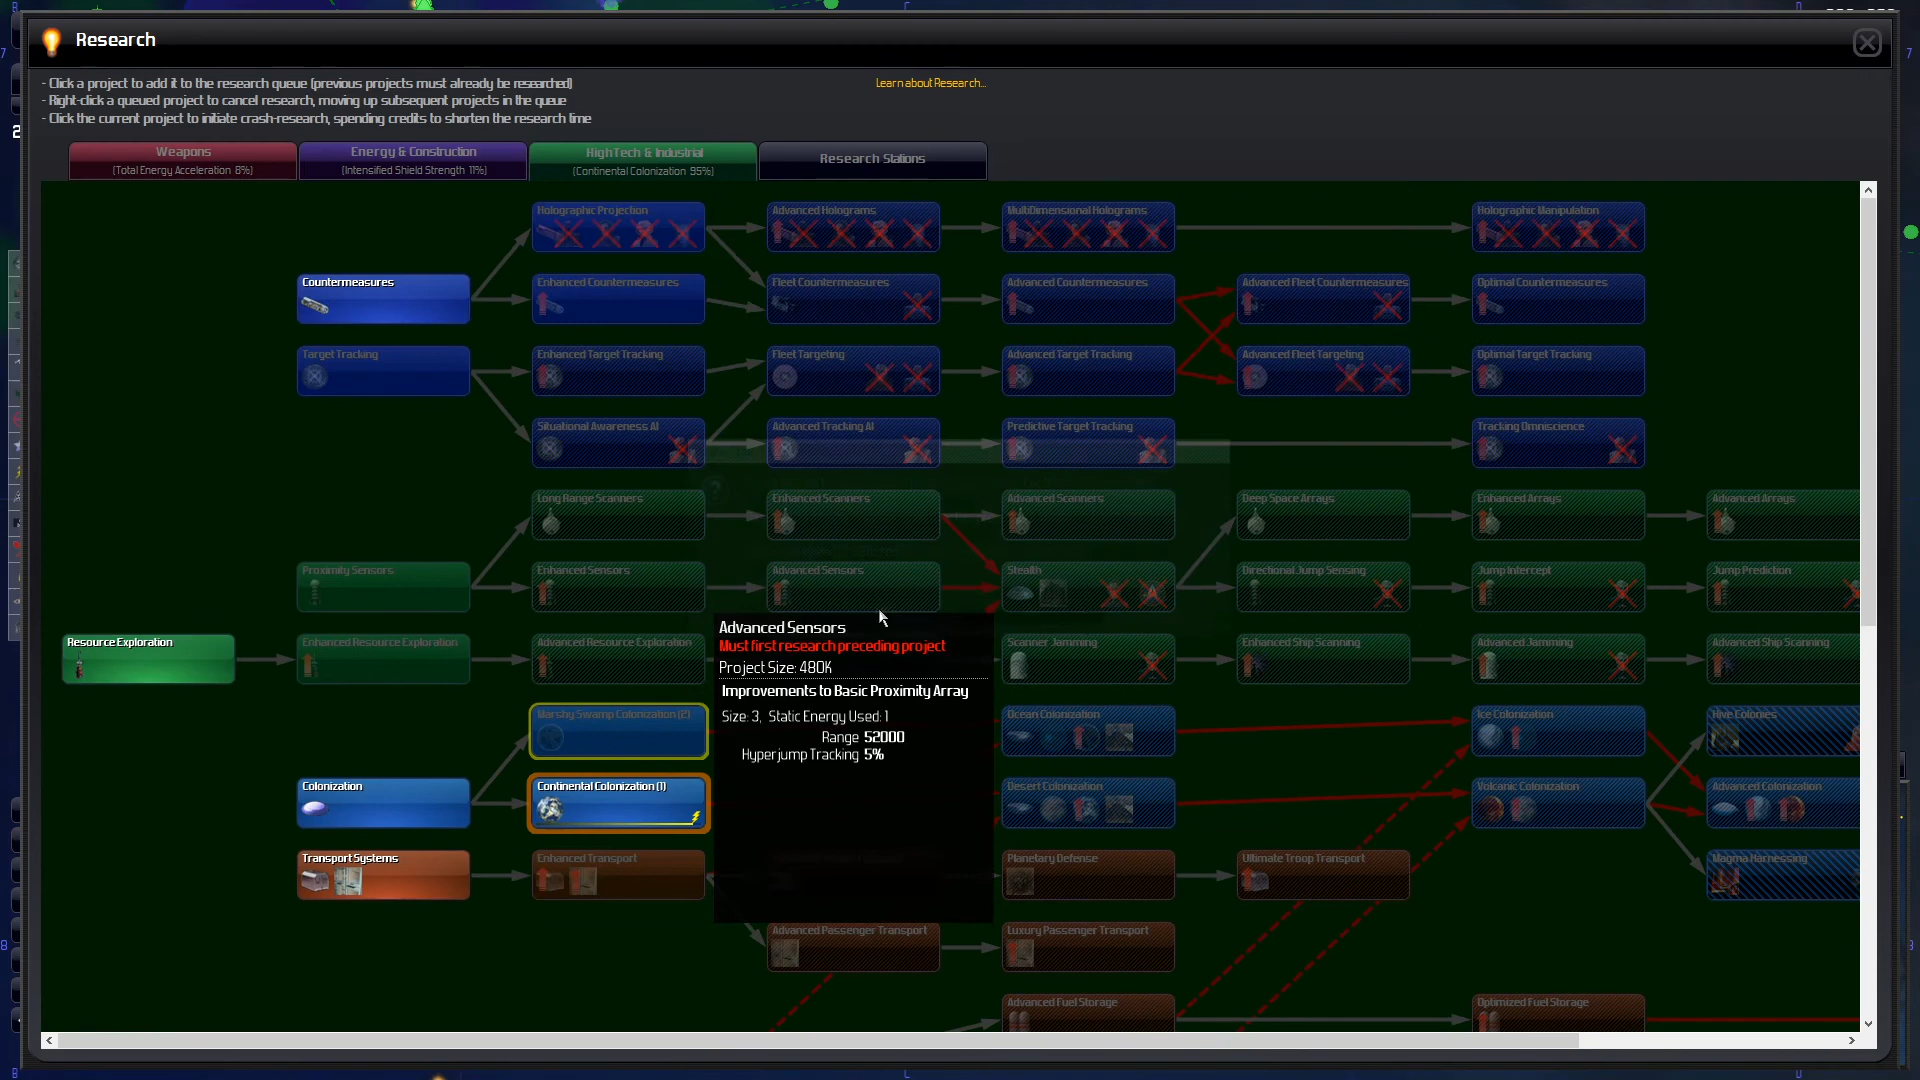 Research
- Click a project to add it to the research queue (previous projects must already be researched)
Learn about Research...
- Right-click a queued project to cancel research, moving up subsequent projects in the queue
- Click the current project to initiate crash-research, spending credits to shorten the research time
Weapons
(Total Energy Acceleration 8%)
Energy & Construction
(Intensified Shield Strength 11%)
HighTech & Industrial
(Continental Colonization 95%)
Research Stations
Holographic Projection
Advanced Holograms
MultiDimensional Holograms
Holographic Manipulation
Countermeasures
Enhanced Countermeasures
Fleet Countermeasures
Advanced Countermeasures
Advanced Fleet Countermeasures
Optimal Countermeasures
Target Tracking
Enhanced Target Tracking
Fleet Targeting
Advanced Target Tracking
Advanced Fleet Targeting
Optimal Target Tracking
Situational Awareness AI
Advanced Tracking AI
Predictive Target Tracking
Tracking Omniscience
Long Range Scanners
Enhanced Scanners
Advanced Scanners
Deep Space Arrays
Enhanced Arrays
Advanced Arrays
Proximity Sensors
Enhanced Sensors
Advanced Sensors
Stealth
Directional Jump Sensing
Jump Intercept
Jump Prediction
Resource Exploration
Enhanced Resource Exploration
Advanced Resource Exploration
Scanner Jamming
Enhanced Ship Scanning
Advanced Jamming
Advanced Ship Scanning
Advanced Sensors
Must first research preceding project
Project Size: 480K
Improvements to Basic Proximity Array
Size: 3, Static Energy Used: 1
Range 52000
Hyperjump Tracking 5%
Marshy Swamp Colonization (2)
Ocean Colonization
Ice Colonization
Hive Colonies
Colonization
Continental Colonization (1)
Desert Colonization
Volcanic Colonization
Advanced Colonization
Transport Systems
Enhanced Transport
Planetary Defense
Ultimate Troop Transport
Magma Harnessing
Advanced Passenger Transport
Luxury Passenger Transport
Advanced Fuel Storage
Optimized Fuel Storage